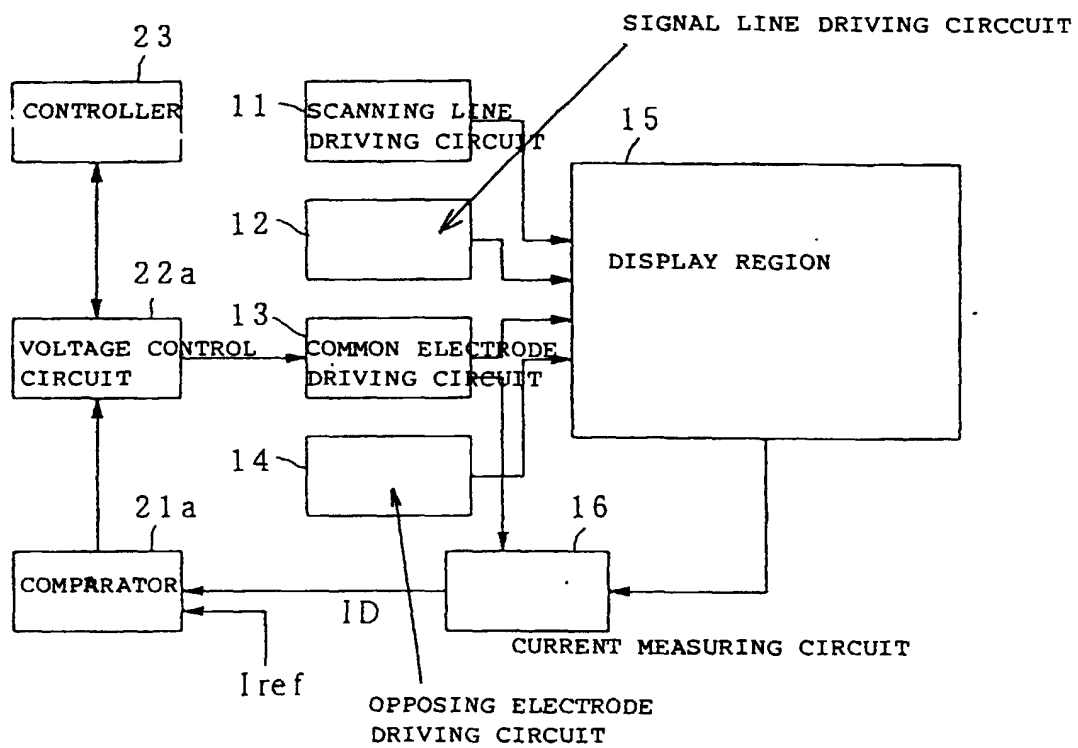 SIGNAL LINE DRIVING CIRCCUIT
23
CONTROLLER
11
SCANNING LINE
DRIVING CIRCUIT
15
12
DISPLAY REGION
22a
VOLTAGE CONTROL
CIRCUIT
13
COMMON ELECTRODE
DRIVING CIRCUIT
14
21a
COMPARATOR
16
ID
CURRENT MEASURING CIRCUIT
Iref
OPPOSING ELECTRODE
DRIVING CIRCUIT